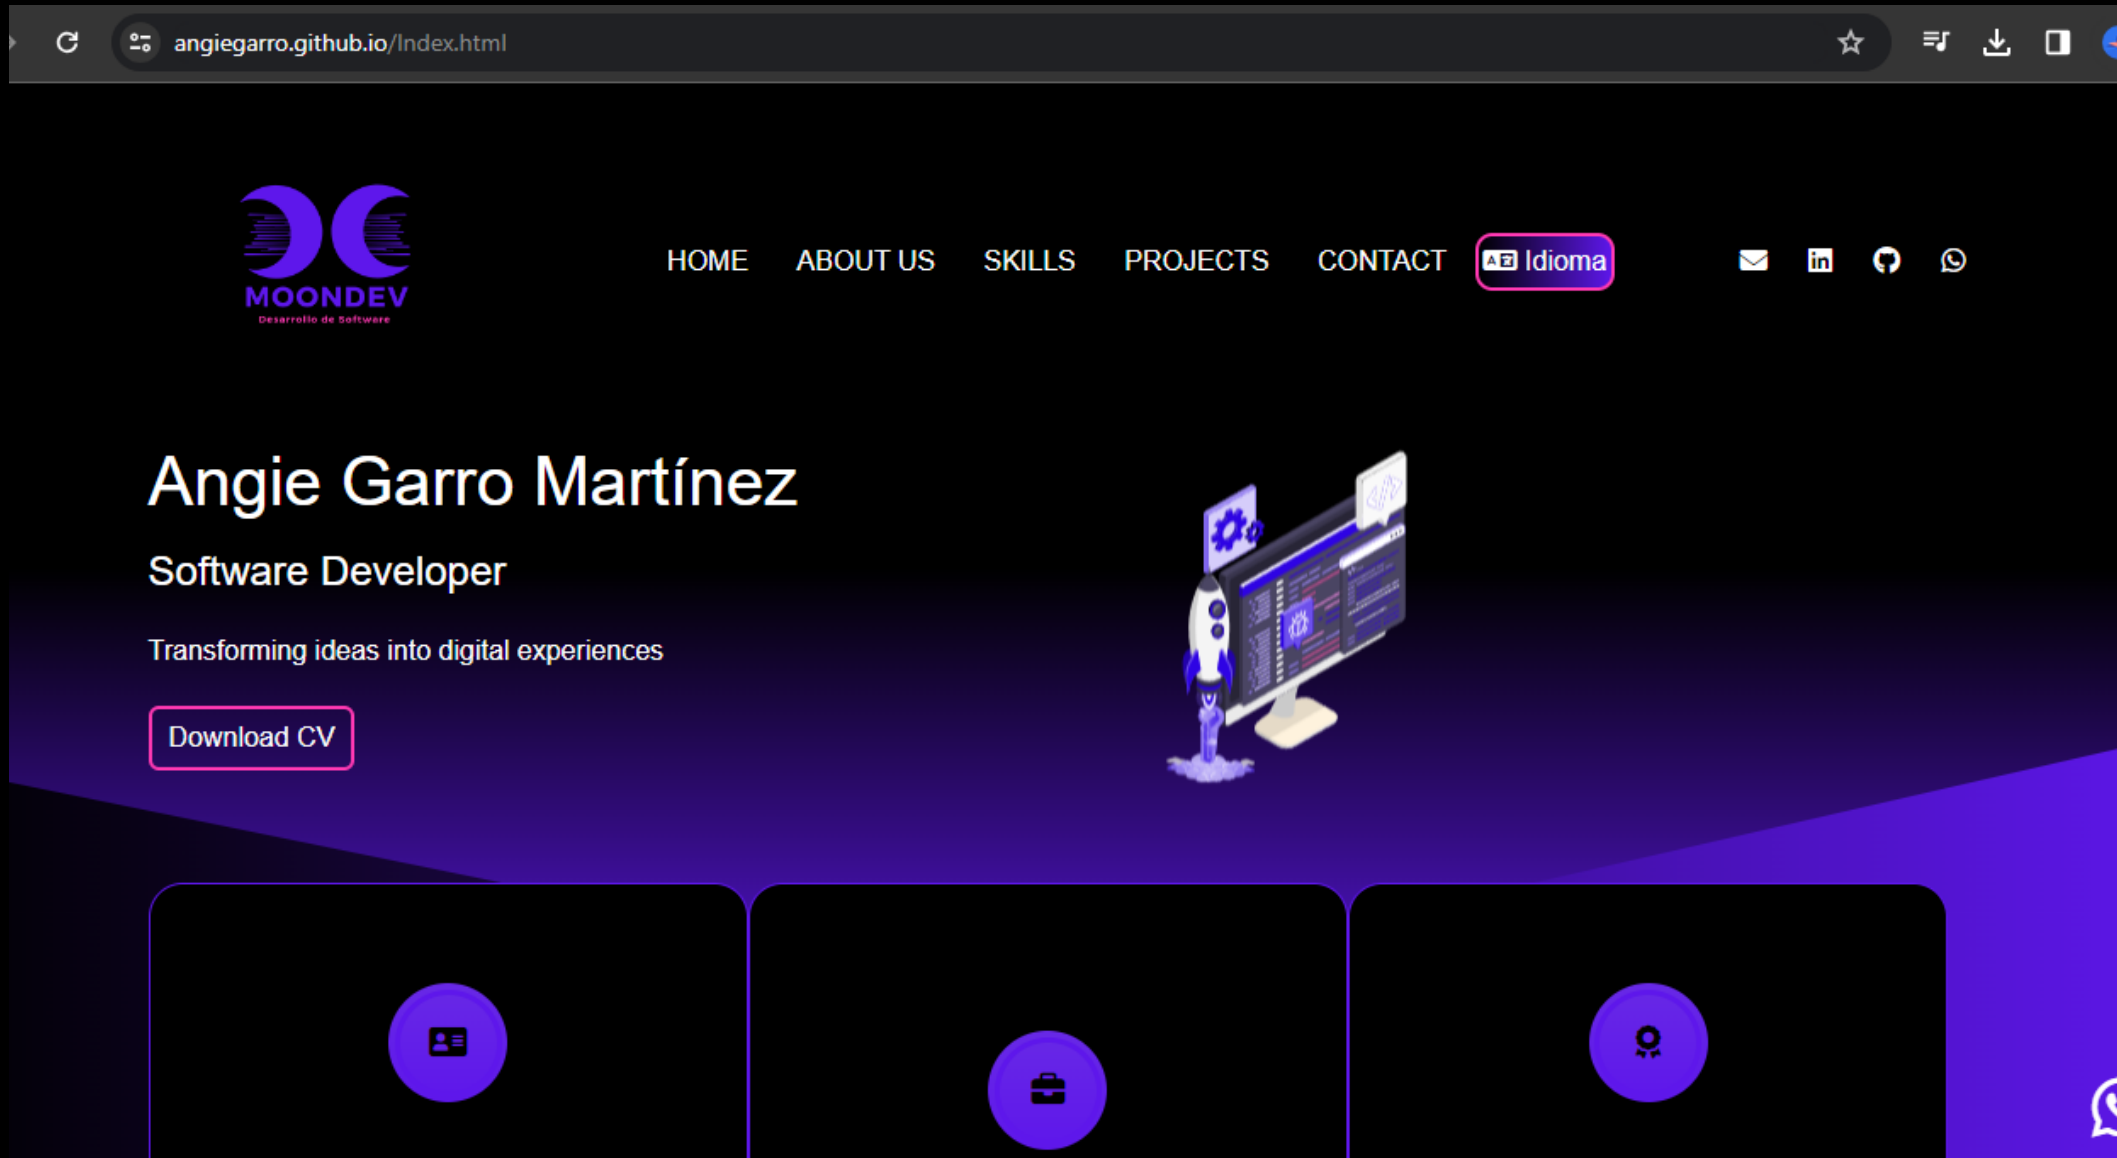 angiegarro.github.io/Index.html
MOONDEV
Desarrollo de Software
HOME ABOUT US SKILLS PROJECTS CONTACT Idioma
Angie Garro Martínez
Software Developer
Transforming ideas into digital experiences
Download CV